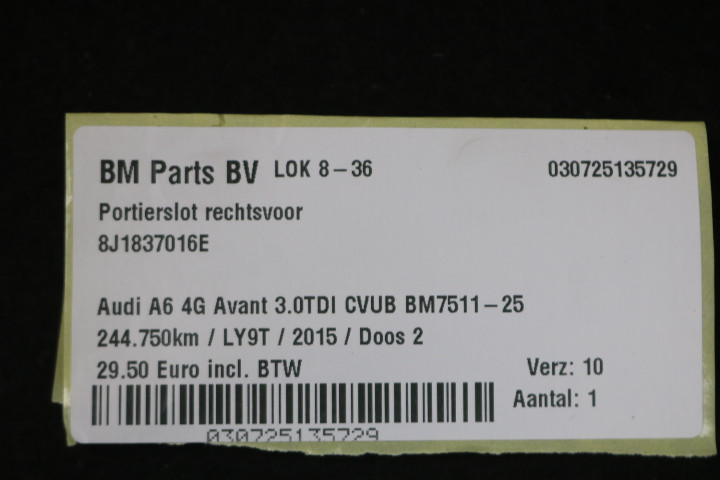 BM Parts BV LOK 8-36 030725135729
Portierslot rechtsvoor
8J1837016E
Audi A6 4G Avant 3.0TDI CVUB BM7511-25
244.750km / LY9T / 2015 / Doos 2
29.50 Euro incl. BTW Verz: 10
Aantal: 1
030725135729